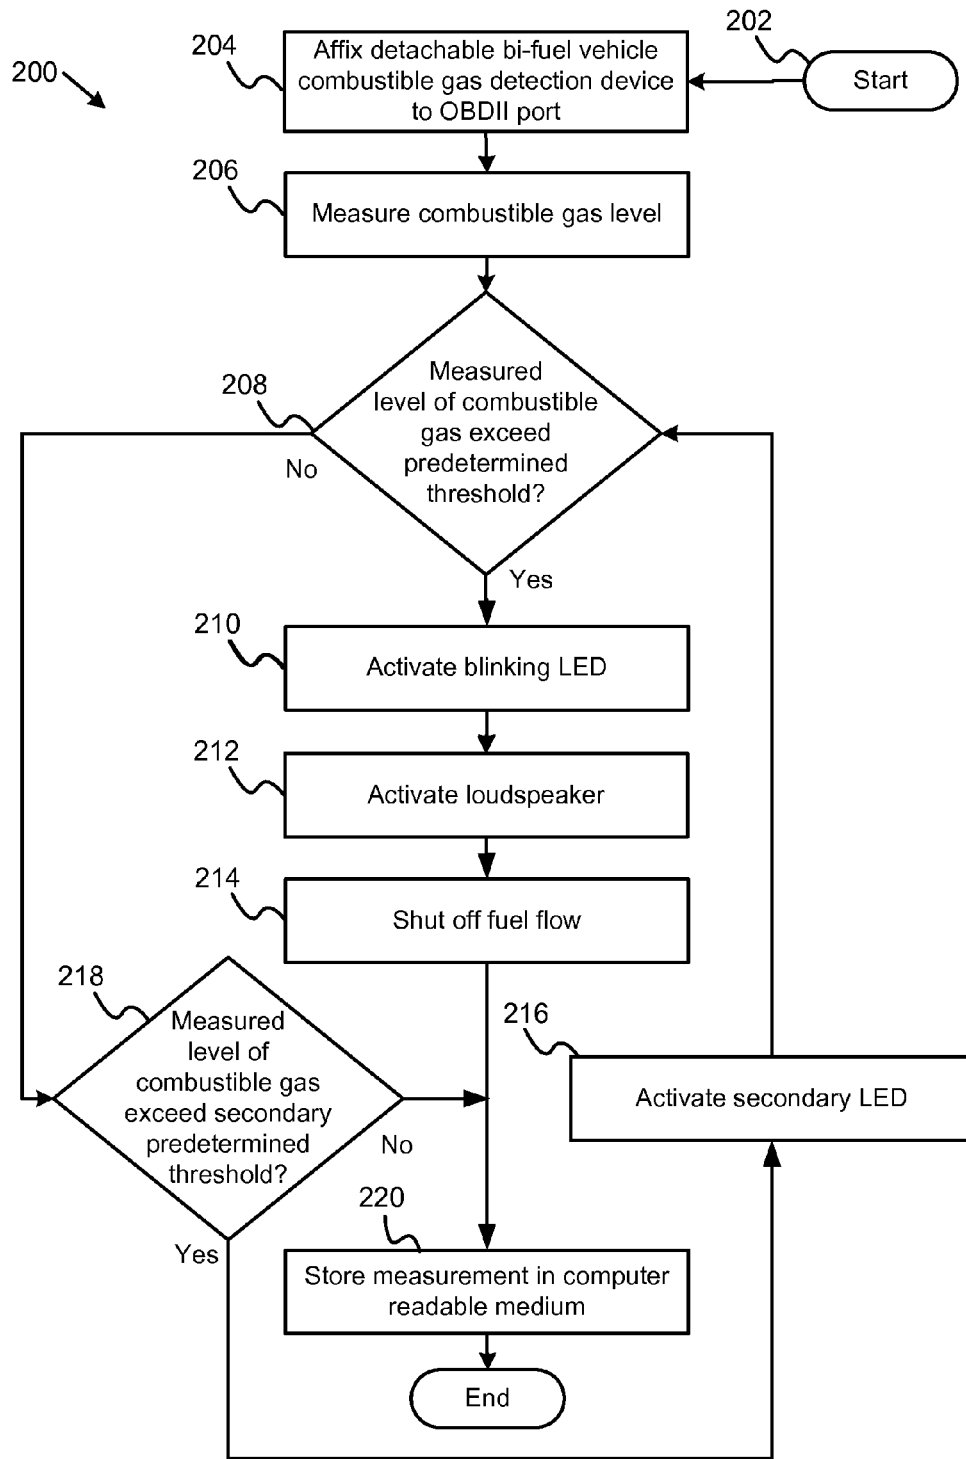 200
204
Affix detachable bi-fuel vehicle
combustible gas detection device
to OBDII port
202
Start
206
Measure combustible gas level
208
Measured
level of combustible
gas exceed
predetermined
threshold?
No
Yes
210
Activate blinking LED
212
Activate loudspeaker
214
Shut off fuel flow
218
Measured
level of
combustible gas
exceed secondary
predetermined
threshold?
No
Yes
216
Activate secondary LED
220
Store measurement in computer
readable medium
End